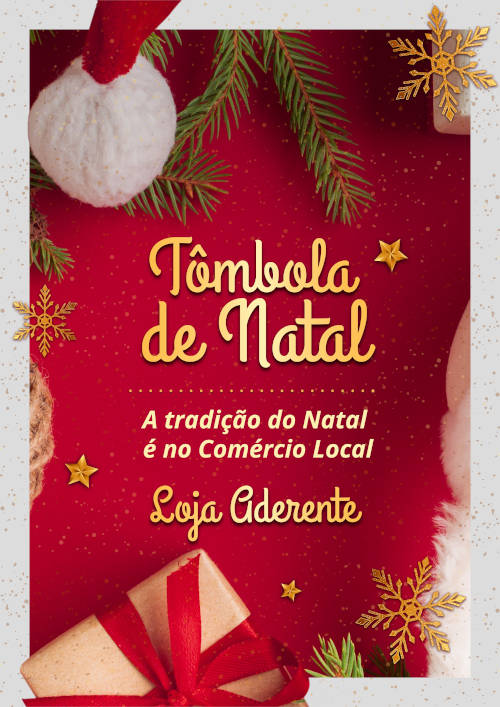 Tômbola
de Natal
A tradição do Natal
é no Comércio Local
Loja Aderente